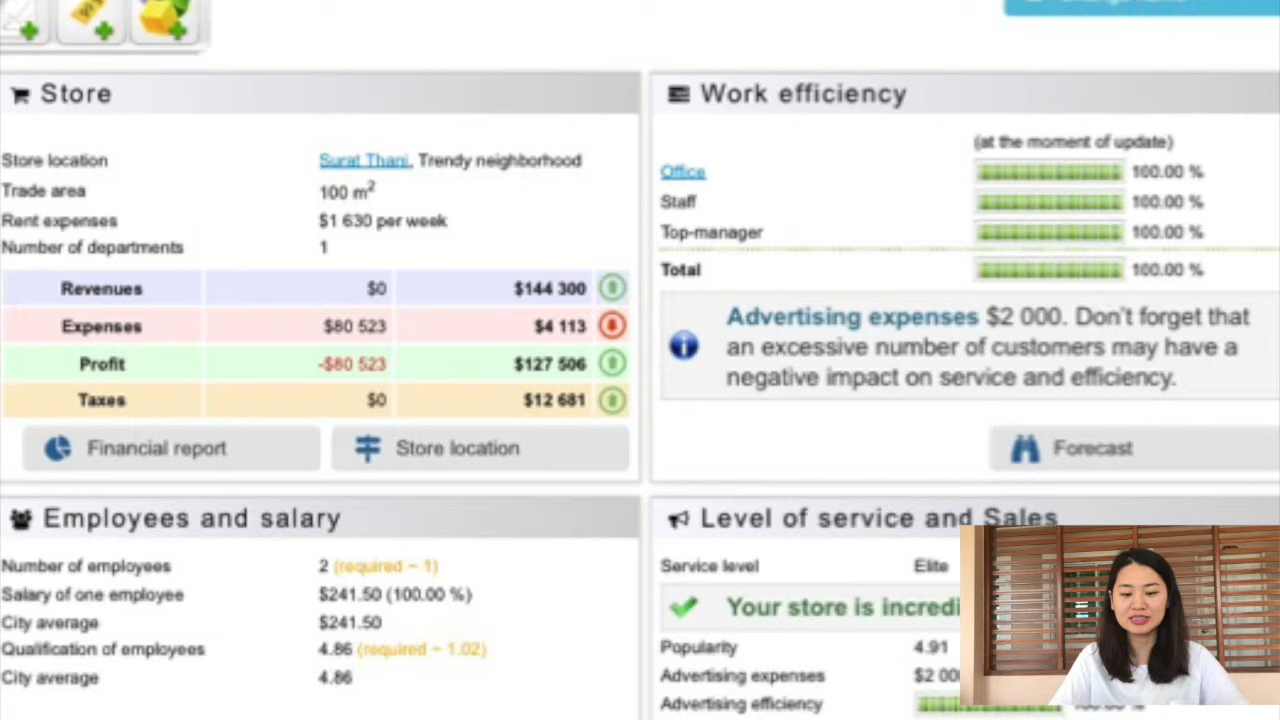 Store
Store location Surat Thani, Trendy neighborhood
Trade area 100 m²
Rent expenses $1 630 per week
Number of departments 1
Revenues $0 $144 300
Expenses $80 523 $4 113
Profit -$80 523 $127 506
Taxes $0 $12 681
Financial report Store location
Work efficiency
(at the moment of update)
Office 100.00 %
Staff 100.00 %
Top-manager 100.00 %
Total 100.00 %
Advertising expenses $2 000. Don't forget that
an excessive number of customers may have a
negative impact on service and efficiency.
Forecast
Employees and salary
Number of employees 2 (required ~ 1)
Salary of one employee $241.50 (100.00 %)
City average $241.50
Qualification of employees 4.86 (required ~ 1.02)
City average 4.86
Level of service and Sales
Service level Elite
Your store is
Popularity 4.91
Advertising expenses
Advertising efficiency